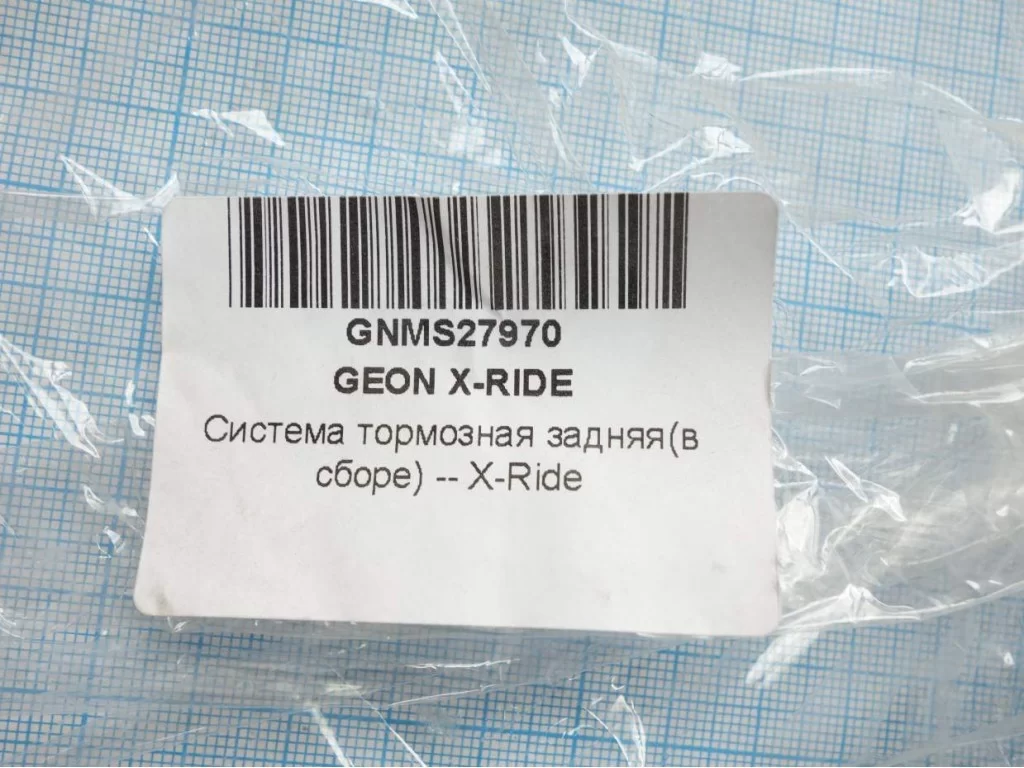 GNMS27970
GEON X-RIDE
Система тормозная задняя(в
сборе) -- X-Ride